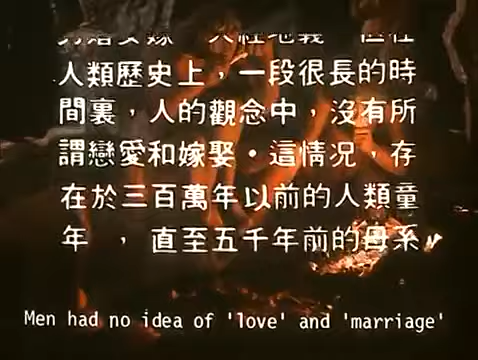 人類歷史上，一段很長的時
間裏，人的觀念中，沒有所
謂戀愛和嫁娶・這情況，存
在於三百萬年以前的人類童
年　，直至五千年前的母系
Men had no idea of 'love' and 'marriage'